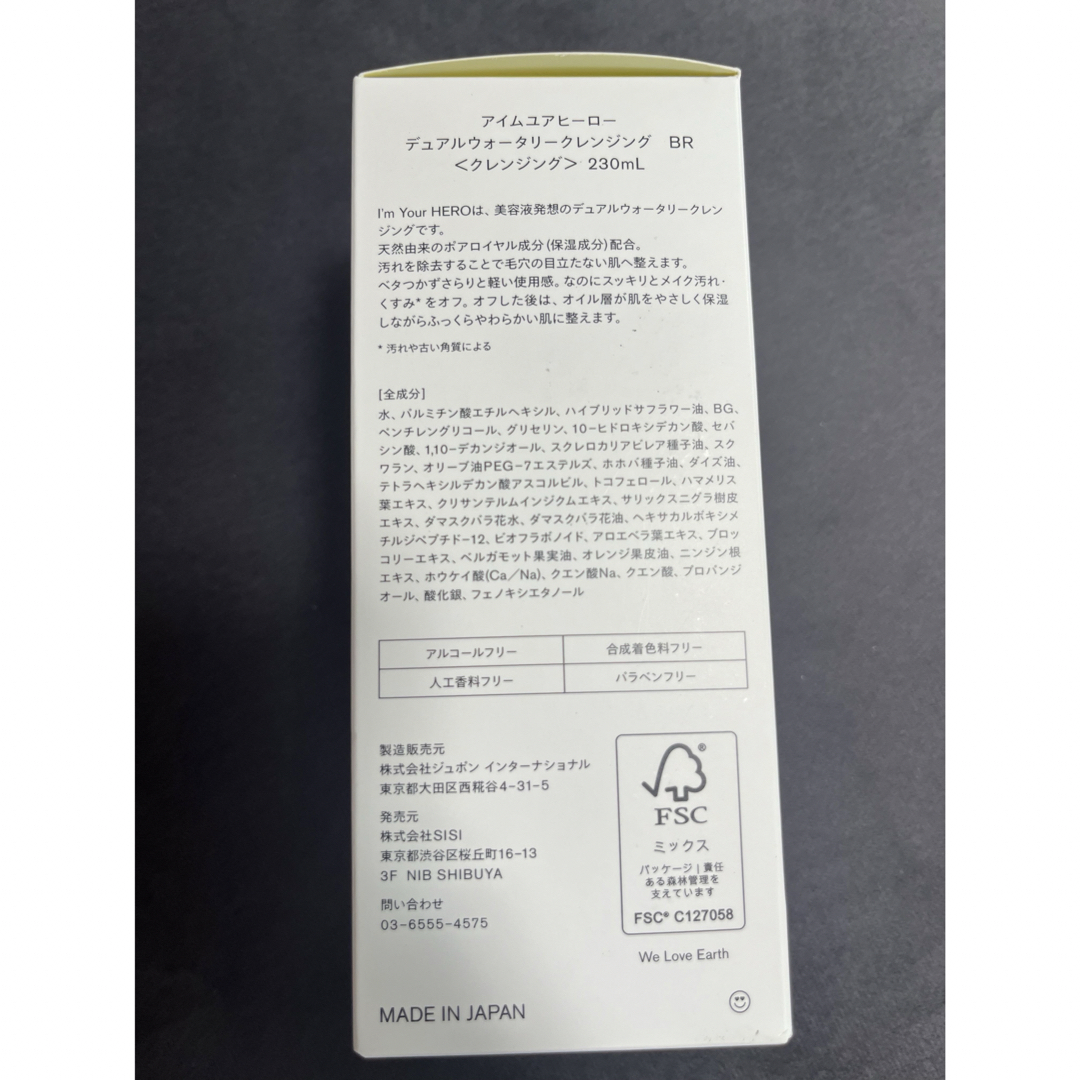 アイムユアヒーロー
デュアルウォータリークレンジング　BR
＜クレンジング＞ 230mL
I'm Your HEROは、美容液発想のデュアルウォータリークレン
ジングです。
天然由来のポアロイヤル成分(保湿成分)配合。
汚れを除去することで毛穴の目立たない肌へ整えます。
ベタつかずさらりと軽い使用感。なのにスッキリとメイク汚れ・
くすみ*をオフ。オフした後は、オイル層が肌をやさしく保湿
しながらふっくらやわらかい肌に整えます。
* 汚れや古い角質による
[全成分]
水、パルミチン酸エチルヘキシル、ハイブリッドサフラワー油、BG、
ペンチレングリコール、グリセリン、10-ヒドロキシデカン酸、セバ
シン酸、1,10-デカンジオール、スクレロカリアビレア種子油、スク
ワラン、オリーブ油PEG-7エステルズ、ホホバ種子油、ダイズ油、
テトラヘキシルデカン酸アスコルビル、トコフェロール、ハマメリス
葉エキス、クリサンテルムインジクムエキス、サリックスニグラ樹皮
エキス、ダマスクバラ花水、ダマスクバラ花油、ヘキサカルボキシメ
チルジペプチド-12、ビオフラボノイド、アロエベラ葉エキス、ブロッ
コリーエキス、ベルガモット果実油、オレンジ果皮油、ニンジン根
エキス、ホウケイ酸(Ca/Na)、クエン酸Na、クエン酸、プロパンジ
オール、酸化銀、フェノキシエタノール
アルコールフリー
合成着色料フリー
人工香料フリー
パラベンフリー
製造販売元
株式会社ジュポン インターナショナル
東京都大田区西糀谷4-31-5
発売元
株式会社SISI
東京都渋谷区桜丘町16-13
3F NIB SHIBUYA
問い合わせ
03-6555-4575
®
FSC
ミックス
パッケージ | 責任
ある森林管理を
支えています
FSC® C127058
We Love Earth
MADE IN JAPAN